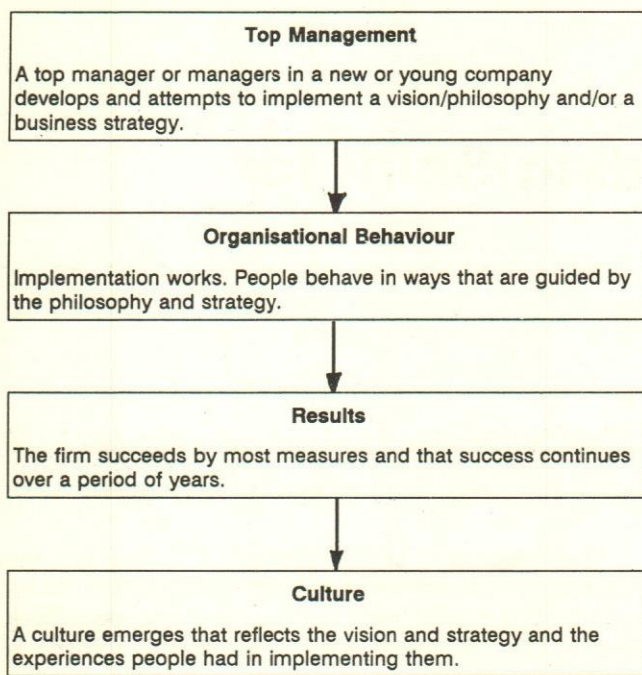 Top Management
A top manager or managers in a new or young company
develops and attempts to implement a vision/philosophy and/or a
business strategy.
Organisational Behaviour
Implementation works. People behave in ways that are guided by
the philosophy and strategy.
Results
The firm succeeds by most measures and that success continues
over a period of years.
Culture
A culture emerges that reflects the vision and strategy and the
experiences people had in implementing them.